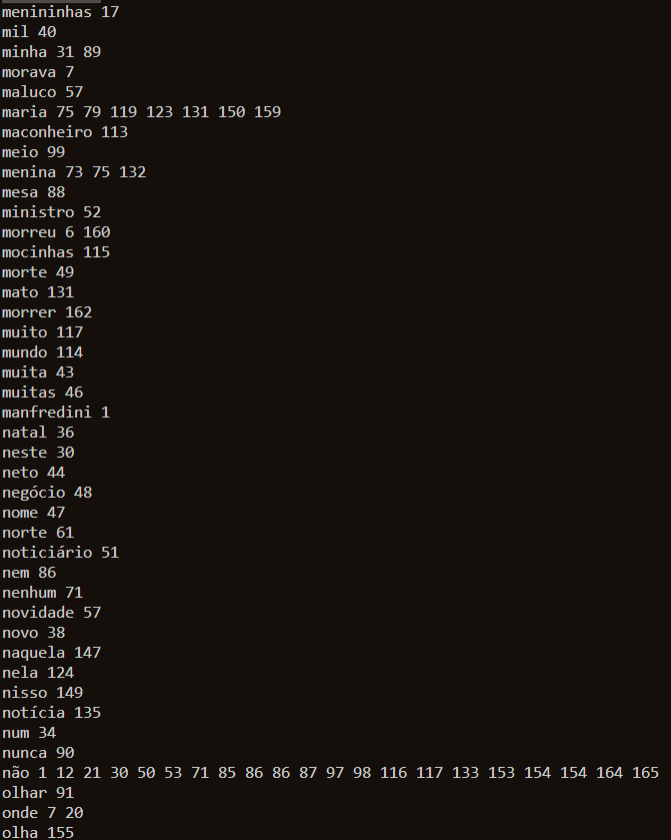 menininhas 17
mil 40
minha 31 89
morava 7
maluco 57
maria 75 79 119 123 131 150 159
maconheiro 113
meio 99
menina 73 75 132
mesa 88
ministro 52
morreu 6 160
mocinhas 115
morte 49
mato 131
morrer 162
muito 117
mundo 114
muita 43
muitas 46
manfredini 1
natal 36
neste 30
neto 44
negócio 48
nome 47
norte 61
noticiário 51
nem 86
nenhum 71
novidade 57
novo 38
naquela 147
nela 124
nisso 149
notícia 135
num 34
nunca 90
não 1 12 21 30 50 53 71 85 86 86 87 97 98 116 117 133 153 154 154 164 165
olhar 91
onde 7 20
olha 155